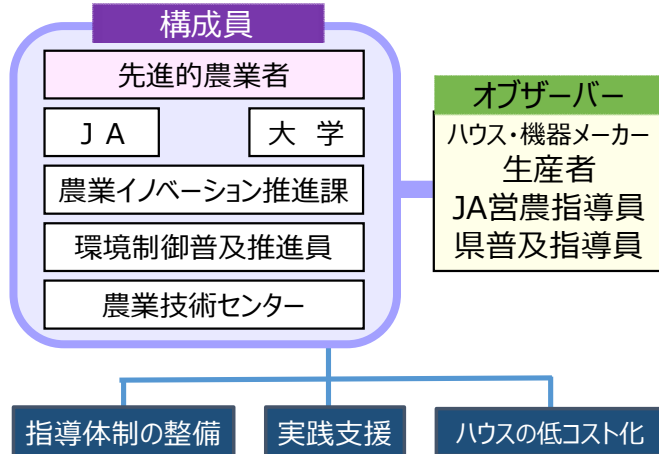 構成員
先進的農業者
ＪＡ
大 学
農業イノベーション推進課
環境制御普及推進員
農業技術センター
オブザーバー
ハウス・機器メーカー
生産者
JA営農指導員
県普及指導員
指導体制の整備
実践支援
ハウスの低コスト化